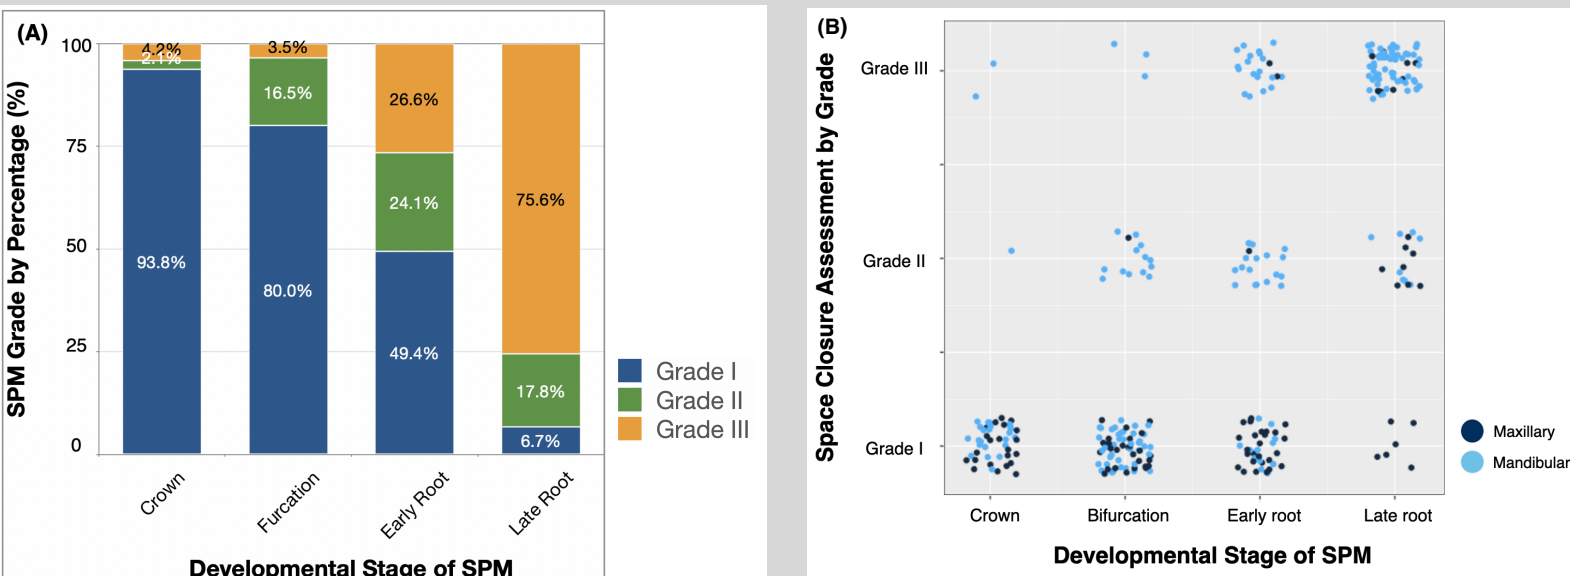 (A)
SPM Grade by Percentage (%)
100
75
50
25
0
4.2%
2.1%
93.8%
3.5%
16.5%
80.0%
26.6%
24.1%
49.4%
75.6%
17.8%
6.7%
Crown
Furcation
Early Root
Late Root
Developmental Stage of SPM
Grade I
Grade II
Grade III
(B)
Space Closure Assessment by Grade
Grade III
Grade II
Grade I
Crown
Bifurcation
Early root
Late root
Developmental Stage of SPM
Maxillary
Mandibular